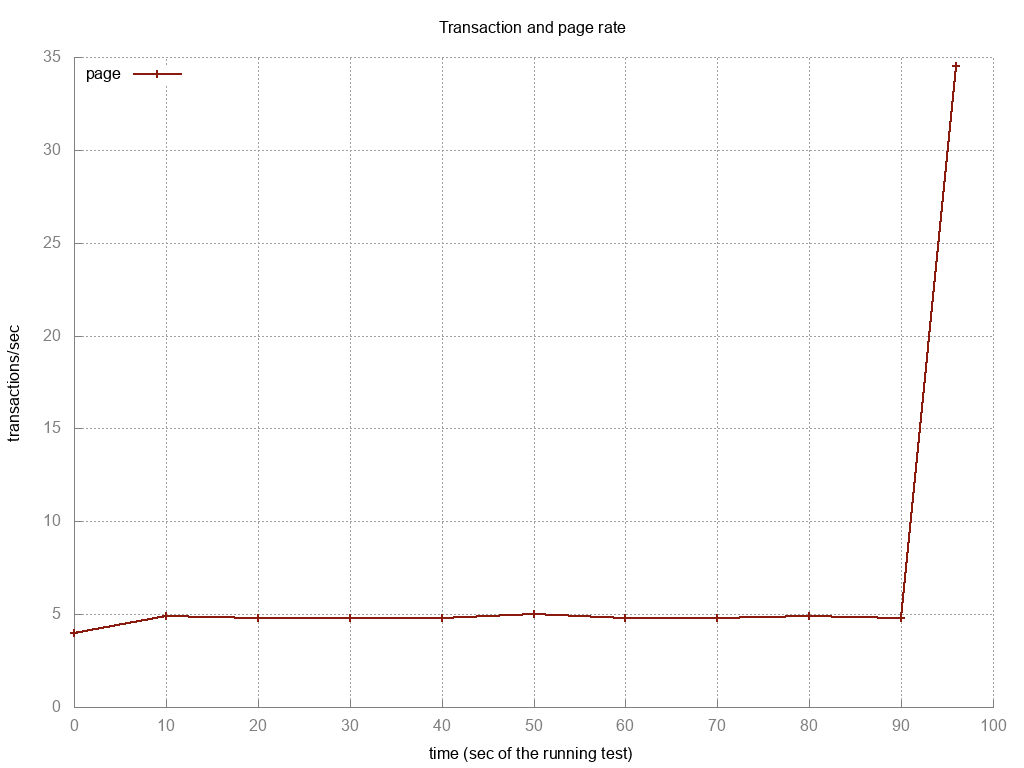 Transaction and page rate
35
page
30
25
20
15
10
5
0
transactions/sec
0 10 20 30 40 50 60 70 80 90 100
time (sec of the running test)